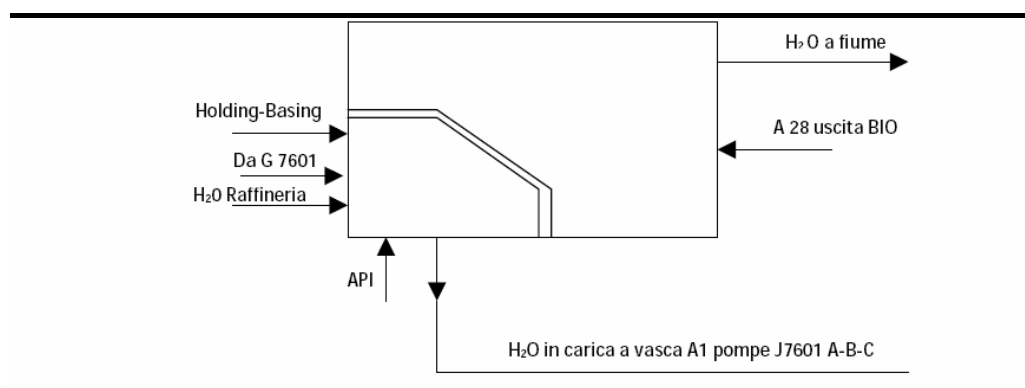 H₂O a fiume
Holding-Basing
A 28 uscita BIO
Da G 7601
H₂0 Raffineria
API
H₂O in carica a vasca A1 pompe J7601 A-B-C